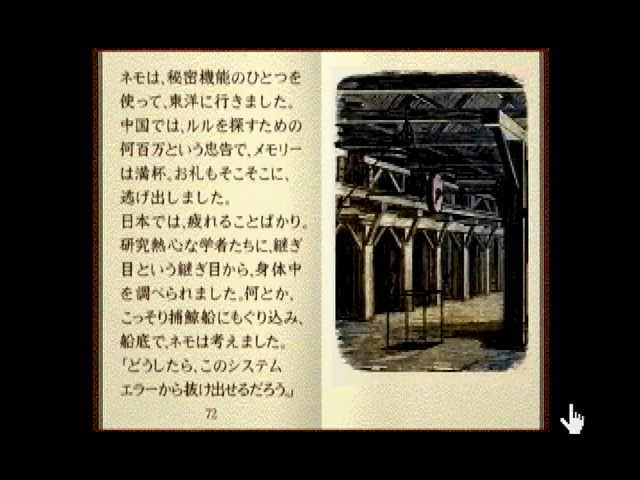 ネモは、秘密機能のひとつを
使って、東洋に行きました。
中国では、ルルを探すための
何百万という忠告で、メモリー
は満杯。お礼もそこそこに、
逃げ出しました。
日本では、疲れることばかり。
研究熱心な学者たちに、継ぎ
目という継ぎ目から、身体中
を調べられました。何とか、
こっそり捕鯨船にもぐり込み、
船底で、ネモは考えました。
「どうしたら、このシステム
エラーから抜け出せるだろう。」
72